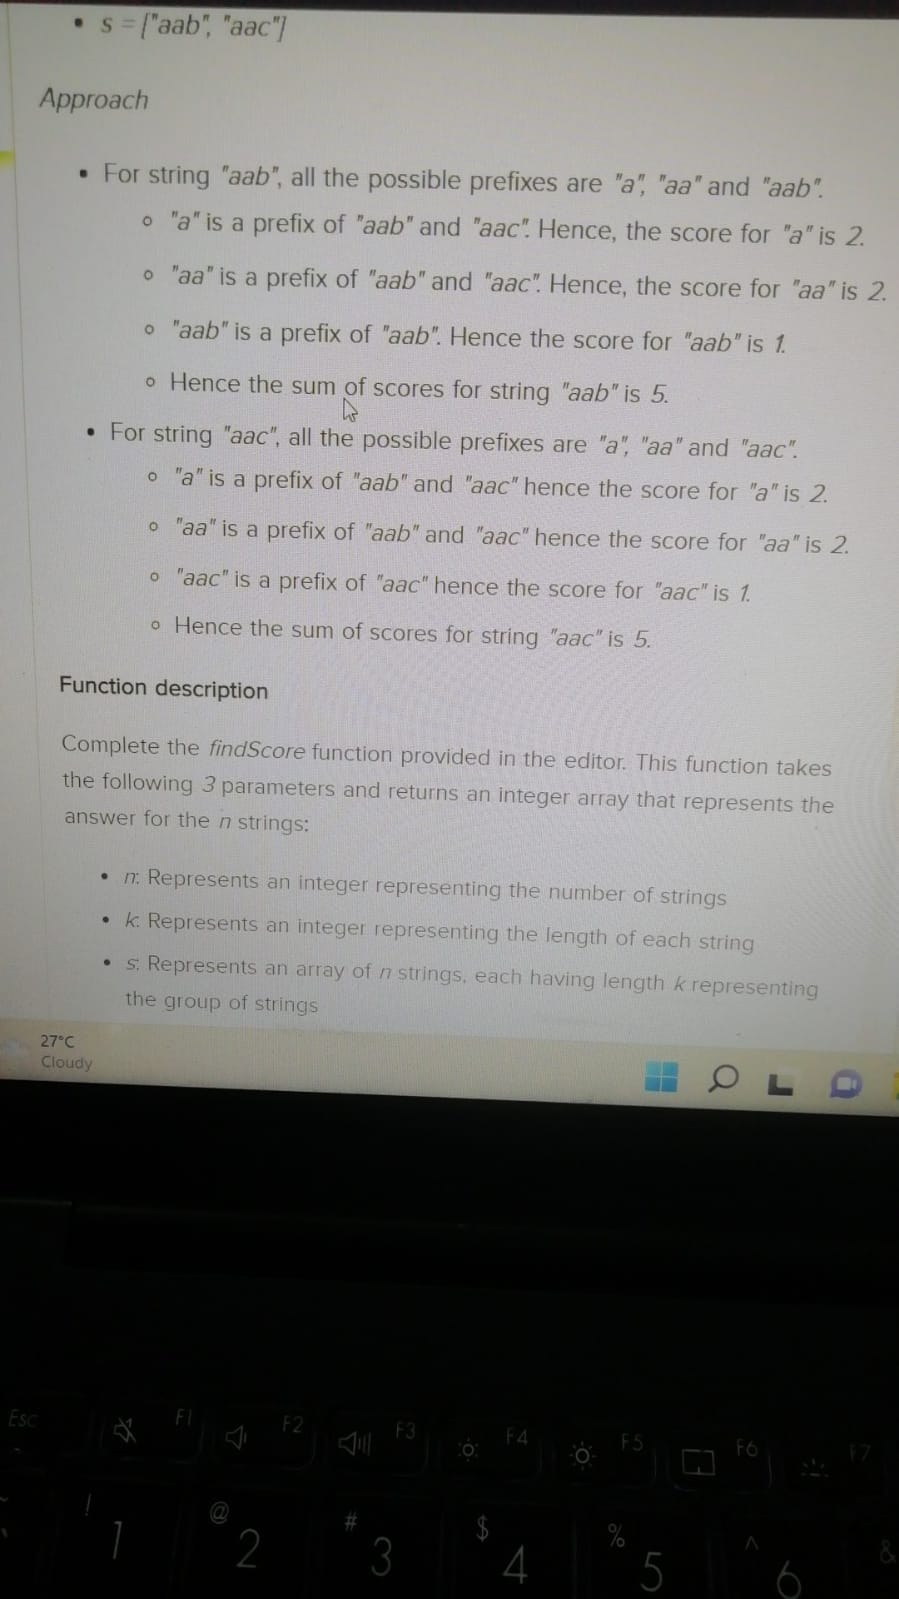 • s = ["aab", "aac"]
Approach
• For string "aab", all the possible prefixes are "a", "aa" and "aab".
o "a" is a prefix of "aab" and "aac". Hence, the score for "a" is 2.
o "aa" is a prefix of "aab" and "aac". Hence, the score for "aa" is 2.
o "aab" is a prefix of "aab". Hence the score for "aab" is 1.
o Hence the sum of scores for string "aab" is 5.
• For string "aac", all the possible prefixes are "a", "aa" and "aac".
o "a" is a prefix of "aab" and "aac" hence the score for "a" is 2.
o "aa" is a prefix of "aab" and "aac" hence the score for "aa" is 2.
o "aac" is a prefix of "aac" hence the score for "aac" is 1.
o Hence the sum of scores for string "aac" is 5.
Function description
Complete the findScore function provided in the editor. This function takes
the following 3 parameters and returns an integer array that represents the
answer for the n strings:
• n: Represents an integer representing the number of strings
• k: Represents an integer representing the length of each string
• s: Represents an array of n strings, each having length k representing
the group of strings
27°C
Cloudy
Esc F1 F2 F3 F4 F5 F6 F7
! @ # $ % ^ &
1 2 3 4 5 6